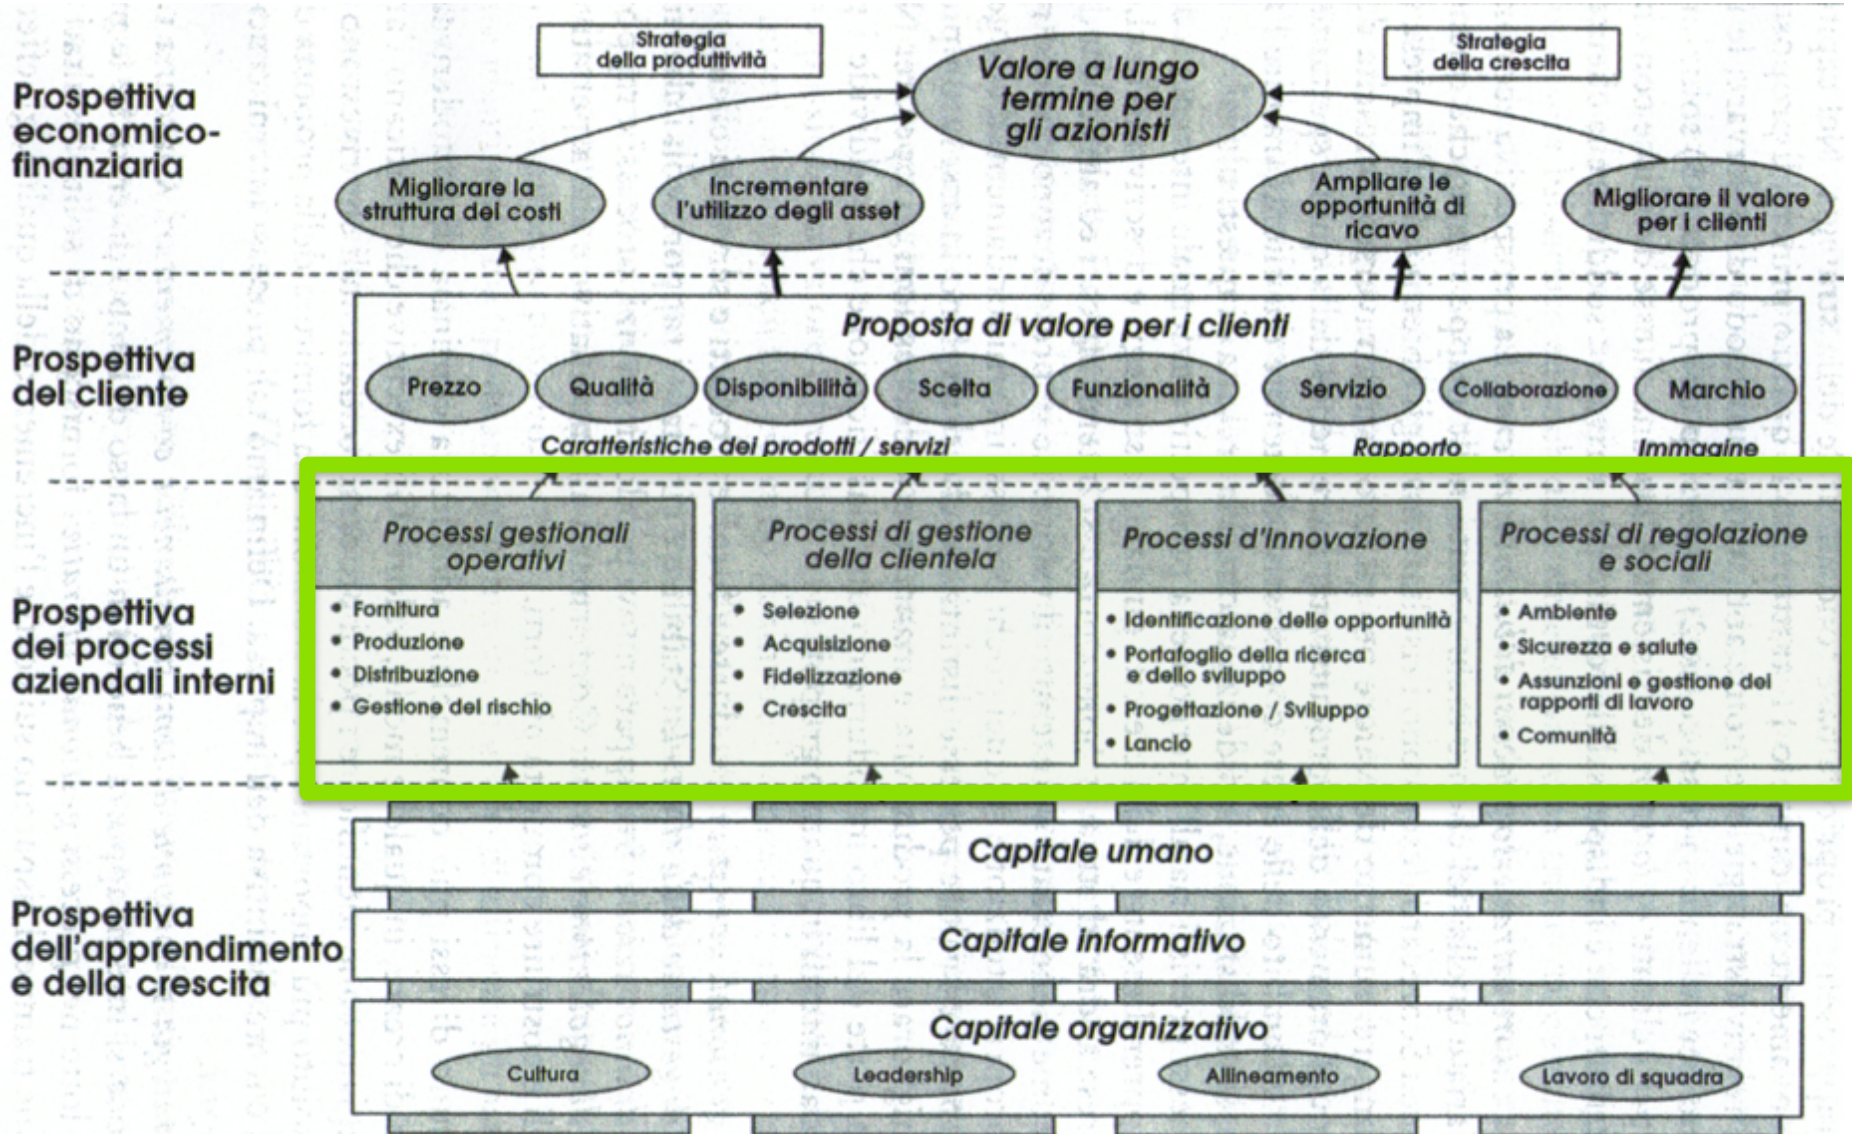 Strategia
della produttività
Strategia
della crescita
Valore a lungo
termine per
gli azionisti
Prospettiva
economico-
finanziaria
Migliorare la
struttura dei costi
Incrementare
l'utilizzo degli asset
Ampliare le
opportunità di
ricavo
Migliorare il valore
per i clienti
Prospettiva
del cliente
Proposta di valore per i clienti
Prezzo
Qualità
Disponibilità
Scelta
Funzionalità
Servizio
Collaborazione
Marchio
Caratteristiche dei prodotti / servizi
Rapporto
Immagine
Prospettiva
dei processi
aziendali interni
Processi gestionali
operativi
• Fornitura
• Produzione
• Distribuzione
• Gestione del rischio
Processi di gestione
della clientela
• Selezione
• Acquisizione
• Fidelizzazione
• Crescita
Processi d'innovazione
• Identificazione delle opportunità
• Portafoglio della ricerca
e dello sviluppo
• Progettazione / Sviluppo
• Lancio
Processi di regolazione
e sociali
• Ambiente
• Sicurezza e salute
• Assunzioni e gestione dei
rapporti di lavoro
• Comunità
Prospettiva
dell'apprendimento
e della crescita
Capitale umano
Capitale informativo
Capitale organizzativo
Cultura
Leadership
Allineamento
Lavoro di squadra